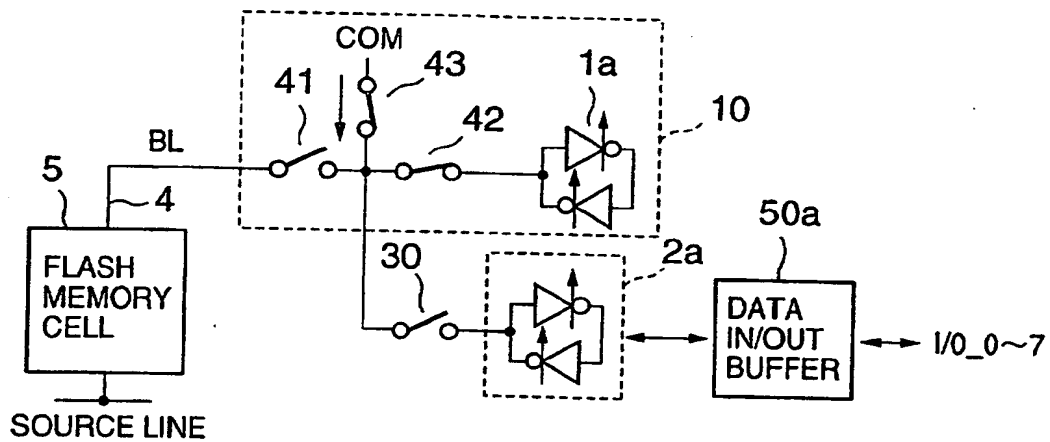 COM
43
41
1a
10
42
BL
5
4
50a
2a
30
FLASH
MEMORY
CELL
DATA
IN/OUT
BUFFER
I/O_0~7
SOURCE LINE